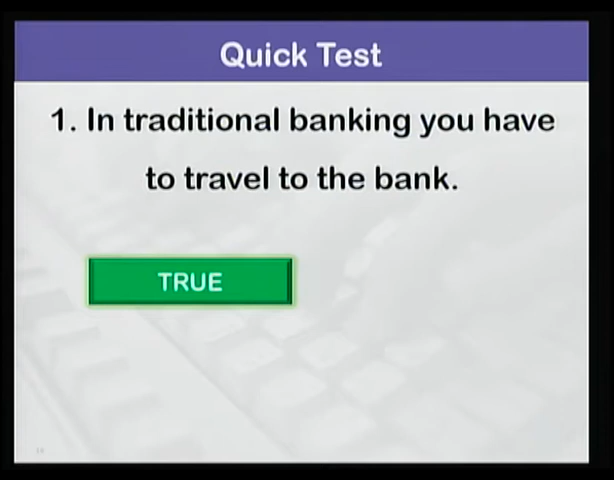 Quick Test
1. In traditional banking you have
to travel to the bank.
TRUE